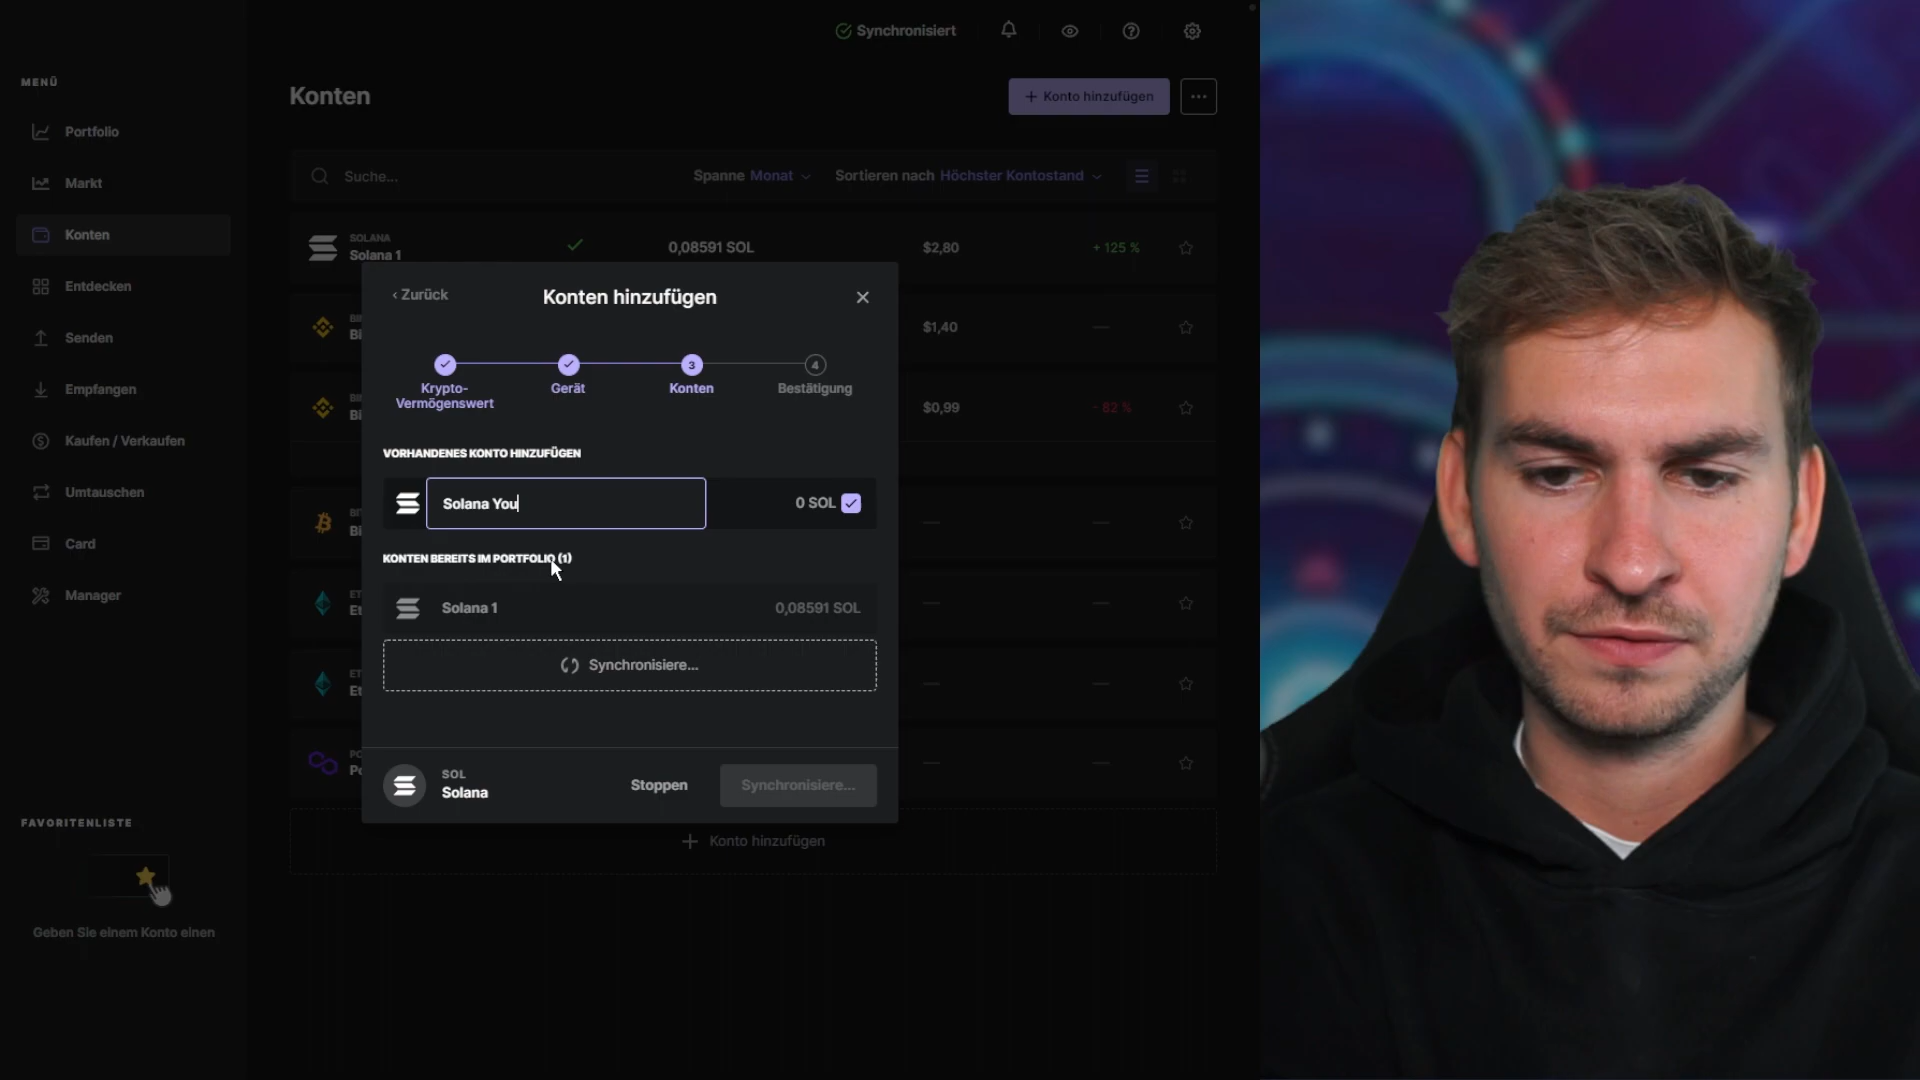 Synchronisiert
MENÜ
Portfolio
Markt
Konten
Entdecken
Senden
Empfangen
Kaufen / Verkaufen
Umtauschen
Card
Manager
FAVORITENLISTE
Geben Sie einem Konto einen
Konten
+ Konto hinzufügen
Suche...
Spanne Monat
Sortieren nach Höchster Kontostand
SOLANA
Solana 1
0,08591 SOL
$2,80
+ 125 %
$1,40
—
$0,99
- 82 %
— —
— —
— —
—
+ Konto hinzufügen
‹ Zurück
Konten hinzufügen
Krypto-
Vermögenswert
Gerät
3
Konten
4
Bestätigung
VORHANDENES KONTO HINZUFÜGEN
Solana You
0 SOL
KONTEN BEREITS IM PORTFOLIO (1)
Solana 1
0,08591 SOL
Synchronisiere...
SOL
Solana
Stoppen
Synchronisiere...